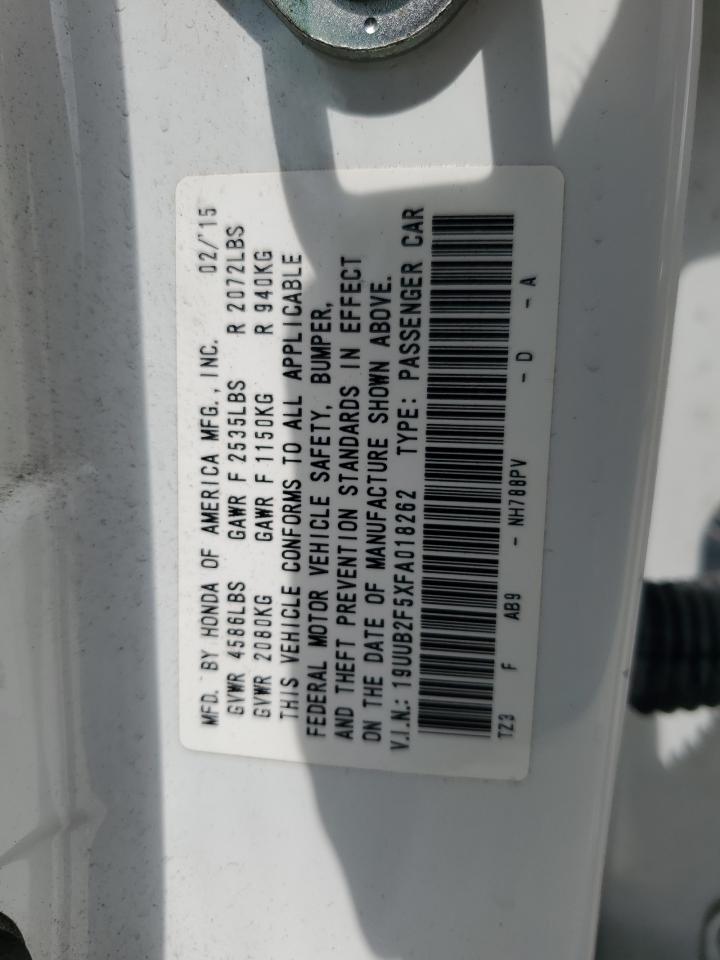 MFD. BY HONDA OF AMERICA MFG., INC. 02/'15
GVWR 4586LBS GAWR F 2535LBS R 2072LBS
GVWR 2080KG GAWR F 1150KG R 940KG
THIS VEHICLE CONFORMS TO ALL APPLICABLE
FEDERAL MOTOR VEHICLE SAFETY, BUMPER,
AND THEFT PREVENTION STANDARDS IN EFFECT
ON THE DATE OF MANUFACTURE SHOWN ABOVE.
V.I.N.: 19UUB2F5XFA018262 TYPE: PASSENGER CAR
TZ3 F AB9 - NH788PV - D - A